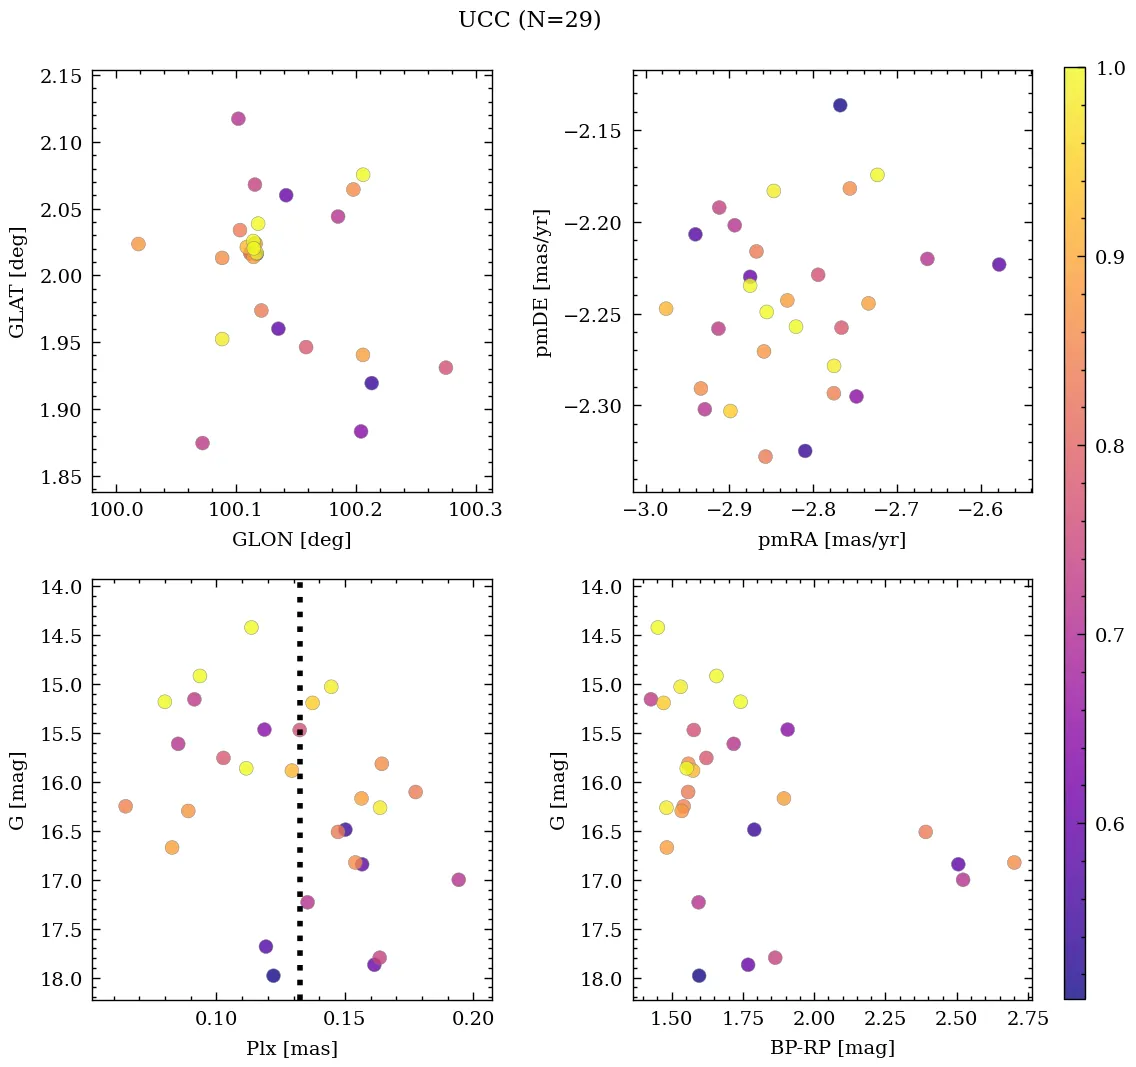 UCC (N=29)
2.15
2.10
2.05
2.00
1.95
1.90
1.85
GLAT [deg]
100.0 100.1 100.2 100.3
GLON [deg]
−2.15
−2.20
−2.25
−2.30
pmDE [mas/yr]
−3.0 −2.9 −2.8 −2.7 −2.6
pmRA [mas/yr]
14.0
14.5
15.0
15.5
16.0
16.5
17.0
17.5
18.0
G [mag]
0.10 0.15 0.20
Plx [mas]
14.0
14.5
15.0
15.5
16.0
16.5
17.0
17.5
18.0
G [mag]
1.50 1.75 2.00 2.25 2.50 2.75
BP-RP [mag]
1.0
0.9
0.8
0.7
0.6